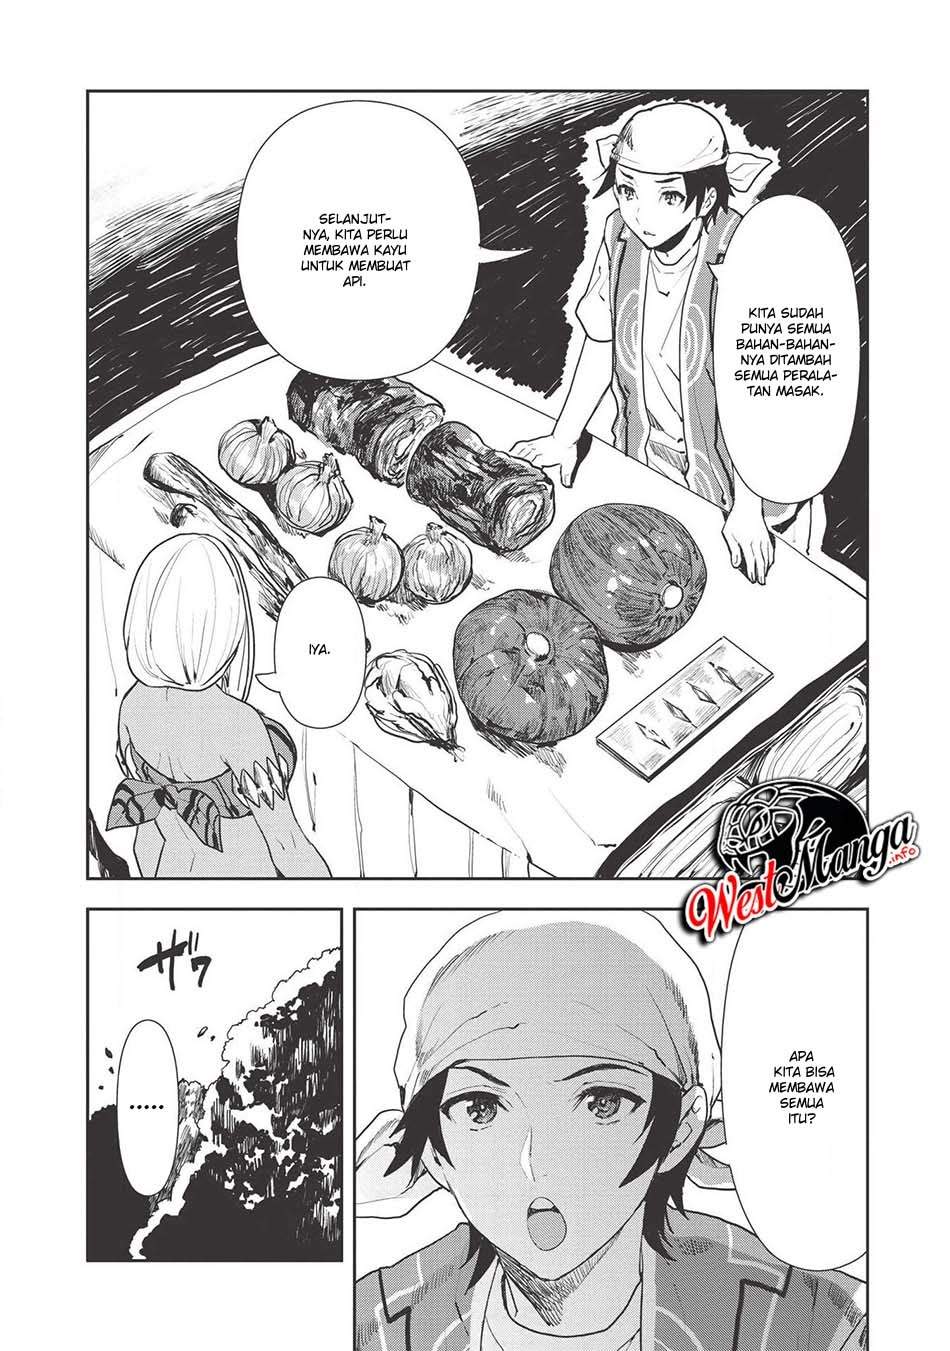 KITA SUDAH
PUNYA SEMUA
BAHAN-BAHAN-
NYA DITAMBAH
SEMUA PERALA-
TAN MASAK.
SELANJUT-
NYA, KITA PERLU
MEMBAWA KAYU
UNTUK MEMBUAT
API.
IYA.
WestManga
.info
APA
KITA BISA
MEMBAWA
SEMUA
ITU?
ザワ
.....